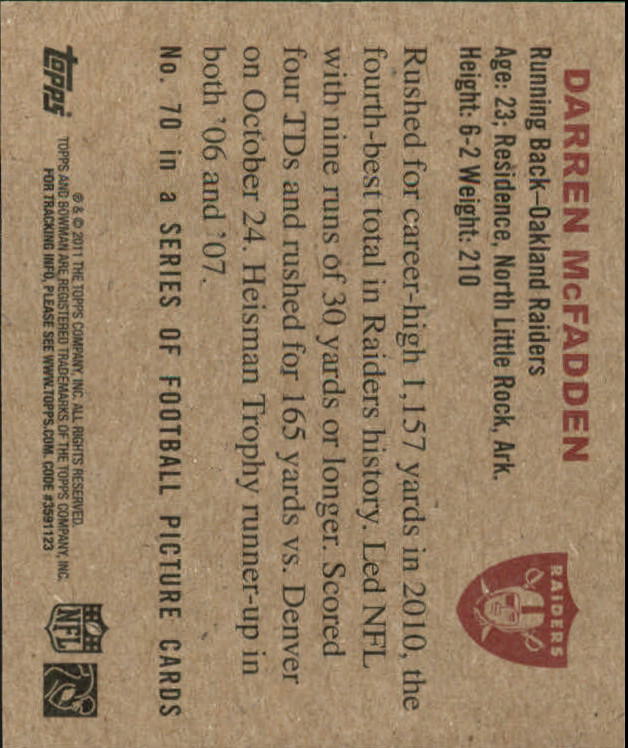 DARREN McFADDEN
Running Back–Oakland Raiders
Age: 23; Residence, North Little Rock, Ark.
Height: 6-2 Weight: 210
RAIDERS
Rushed for career-high 1,157 yards in 2010, the
fourth-best total in Raiders history. Led NFL
with nine runs of 30 yards or longer. Scored
four TDs and rushed for 165 yards vs. Denver
on October 24. Heisman Trophy runner-up in
both ’06 and ’07.
No. 70 in a SERIES OF FOOTBALL PICTURE CARDS
Topps
® & © 2011 THE TOPPS COMPANY, INC. ALL RIGHTS RESERVED.
TOPPS AND BOWMAN ARE REGISTERED TRADEMARKS OF THE TOPPS COMPANY, INC.
FOR TRACKING INFO, PLEASE SEE WWW.TOPPS.COM. CODE #3591123
NFL